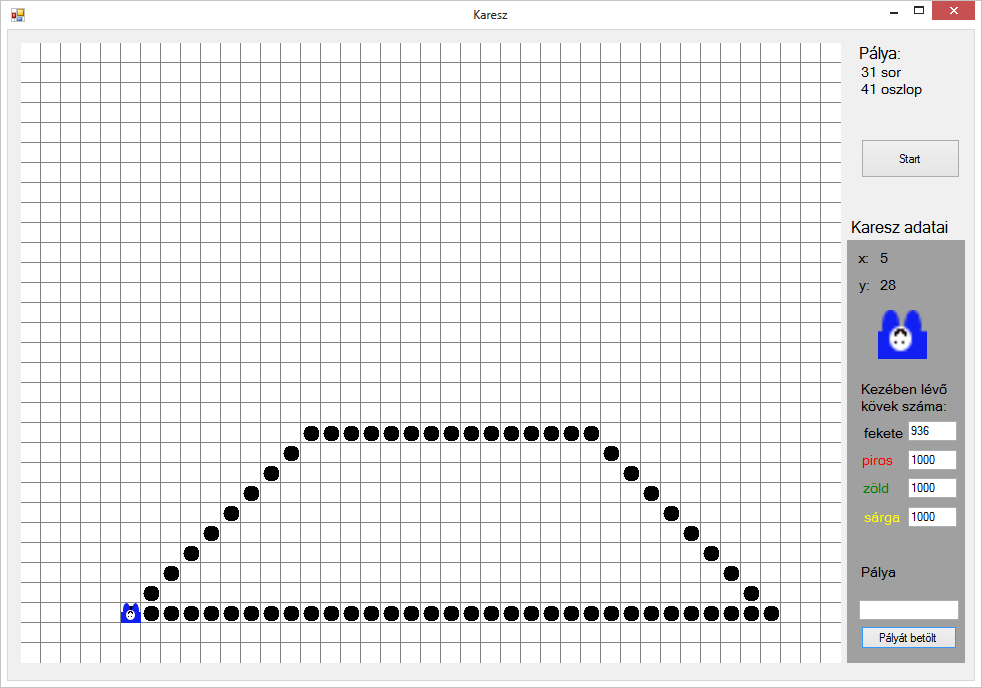 Karesz
Pálya:
31 sor
41 oszlop
Start
Karesz adatai
x: 5
y: 28
Kezében lévő
kövek száma:
fekete 936
piros 1000
zöld 1000
sárga 1000
Pálya
Pályát betölt